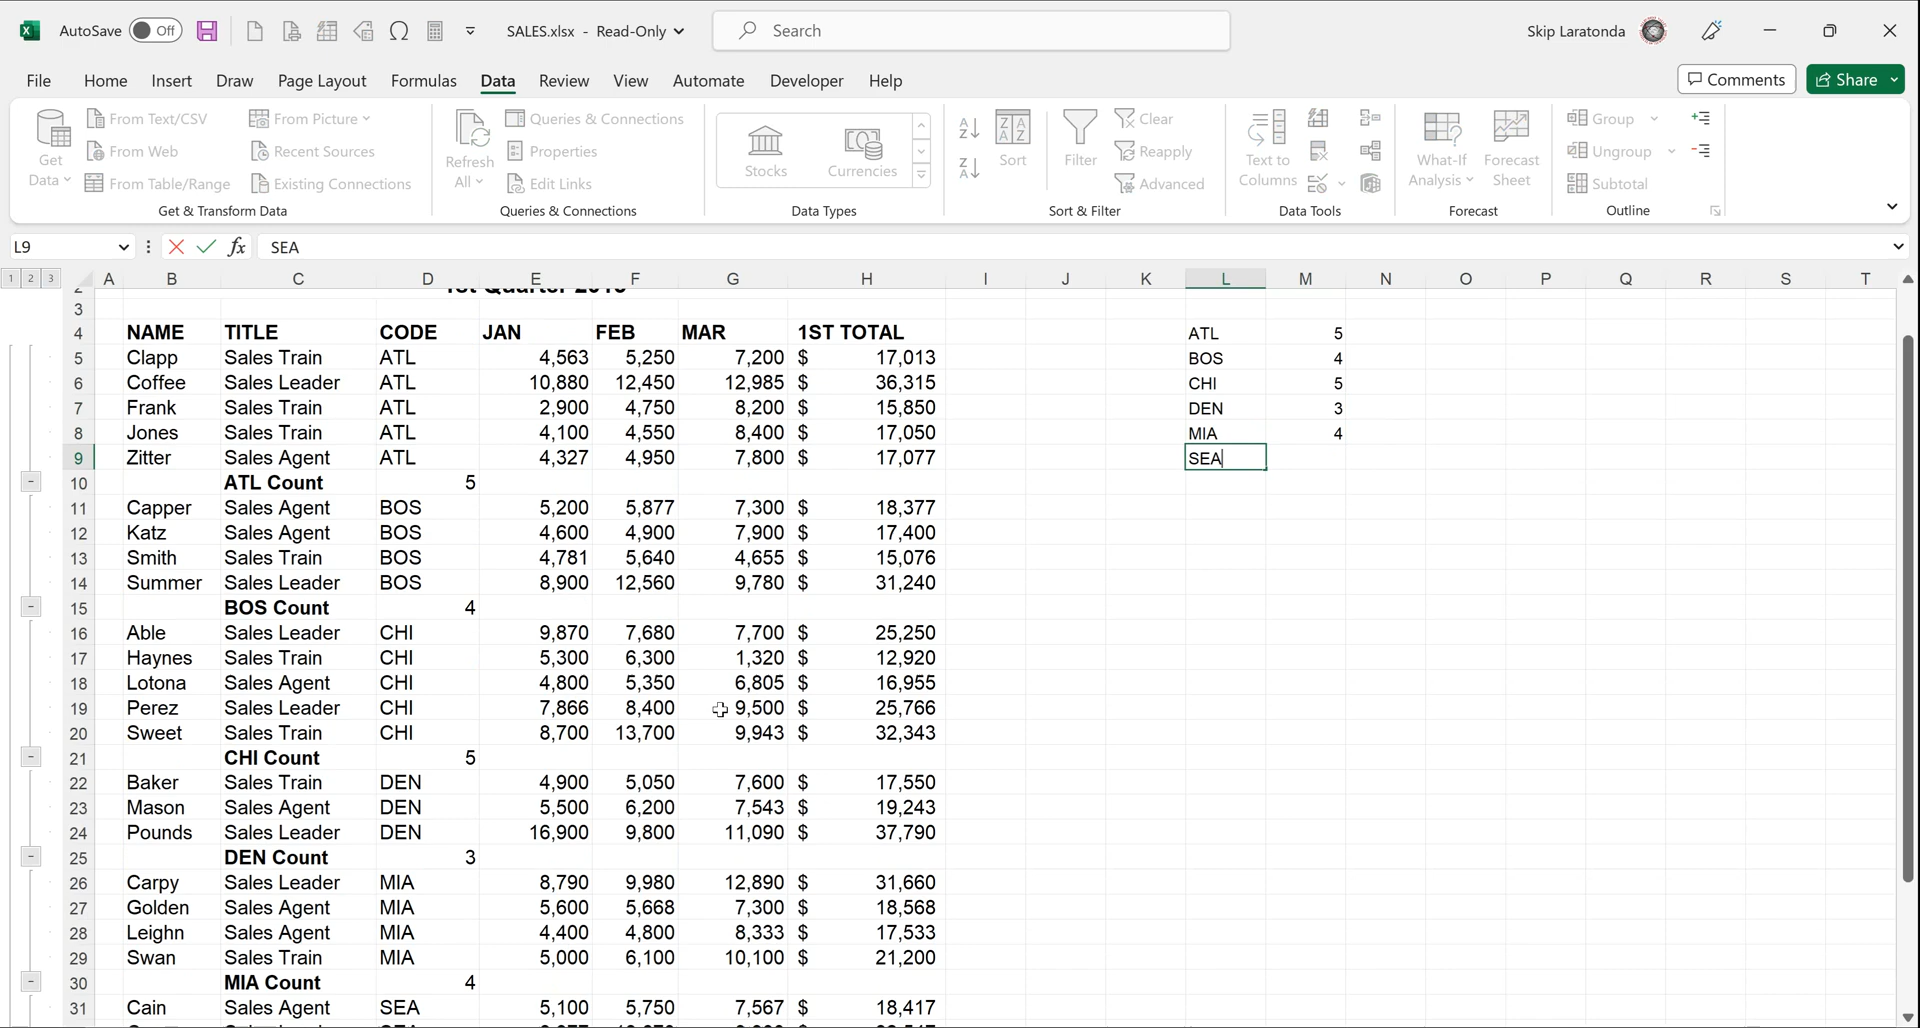 AutoSave Off SALES.xlsx - Read-Only Search Skip Laratonda
File Home Insert Draw Page Layout Formulas Data Review View Automate Developer Help Comments Share
Get Data
From Text/CSV
From Web
From Table/Range
From Picture
Recent Sources
Existing Connections
Get & Transform Data
Refresh All
Queries & Connections
Properties
Edit Links
Queries & Connections
Stocks Currencies
Data Types
Sort
Filter
Clear
Reapply
Advanced
Sort & Filter
Text to Columns
Data Tools
What-If Analysis
Forecast Sheet
Forecast
Group
Ungroup
Subtotal
Outline
L9 fx SEA
1 2 3 A B C D E F G H I J K L M N O P Q R S T
3
4 NAME TITLE CODE JAN FEB MAR 1ST TOTAL ATL 5
5 Clapp Sales Train ATL 4,563 5,250 7,200 $ 17,013 BOS 4
6 Coffee Sales Leader ATL 10,880 12,450 12,985 $ 36,315 CHI 5
7 Frank Sales Train ATL 2,900 4,750 8,200 $ 15,850 DEN 3
8 Jones Sales Train ATL 4,100 4,550 8,400 $ 17,050 MIA 4
9 Zitter Sales Agent ATL 4,327 4,950 7,800 $ 17,077 SEA
10 ATL Count 5
11 Capper Sales Agent BOS 5,200 5,877 7,300 $ 18,377
12 Katz Sales Agent BOS 4,600 4,900 7,900 $ 17,400
13 Smith Sales Train BOS 4,781 5,640 4,655 $ 15,076
14 Summer Sales Leader BOS 8,900 12,560 9,780 $ 31,240
15 BOS Count 4
16 Able Sales Leader CHI 9,870 7,680 7,700 $ 25,250
17 Haynes Sales Train CHI 5,300 6,300 1,320 $ 12,920
18 Lotona Sales Agent CHI 4,800 5,350 6,805 $ 16,955
19 Perez Sales Leader CHI 7,866 8,400 9,500 $ 25,766
20 Sweet Sales Train CHI 8,700 13,700 9,943 $ 32,343
21 CHI Count 5
22 Baker Sales Train DEN 4,900 5,050 7,600 $ 17,550
23 Mason Sales Agent DEN 5,500 6,200 7,543 $ 19,243
24 Pounds Sales Leader DEN 16,900 9,800 11,090 $ 37,790
25 DEN Count 3
26 Carpy Sales Leader MIA 8,790 9,980 12,890 $ 31,660
27 Golden Sales Agent MIA 5,600 5,668 7,300 $ 18,568
28 Leighn Sales Agent MIA 4,400 4,800 8,333 $ 17,533
29 Swan Sales Train MIA 5,000 6,100 10,100 $ 21,200
30 MIA Count 4
31 Cain Sales Agent SEA 5,100 5,750 7,567 $ 18,417